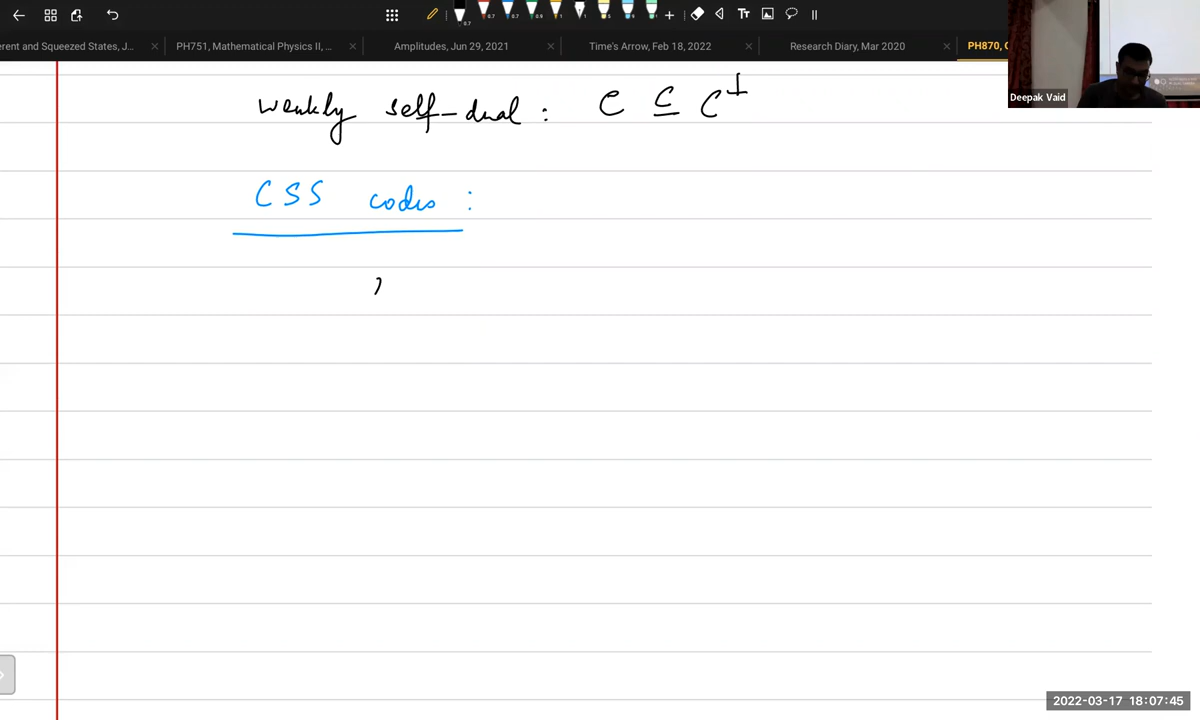 erent and Squeezed States, J...
PH751, Mathematical Physics II, ...
Amplitudes, Jun 29, 2021
Time's Arrow, Feb 18, 2022
Research Diary, Mar 2020
PH870, 
Deepak Vaid
weakly self-dual : C ⊆ C⊥
CSS codes :
2022-03-17 18:07:45